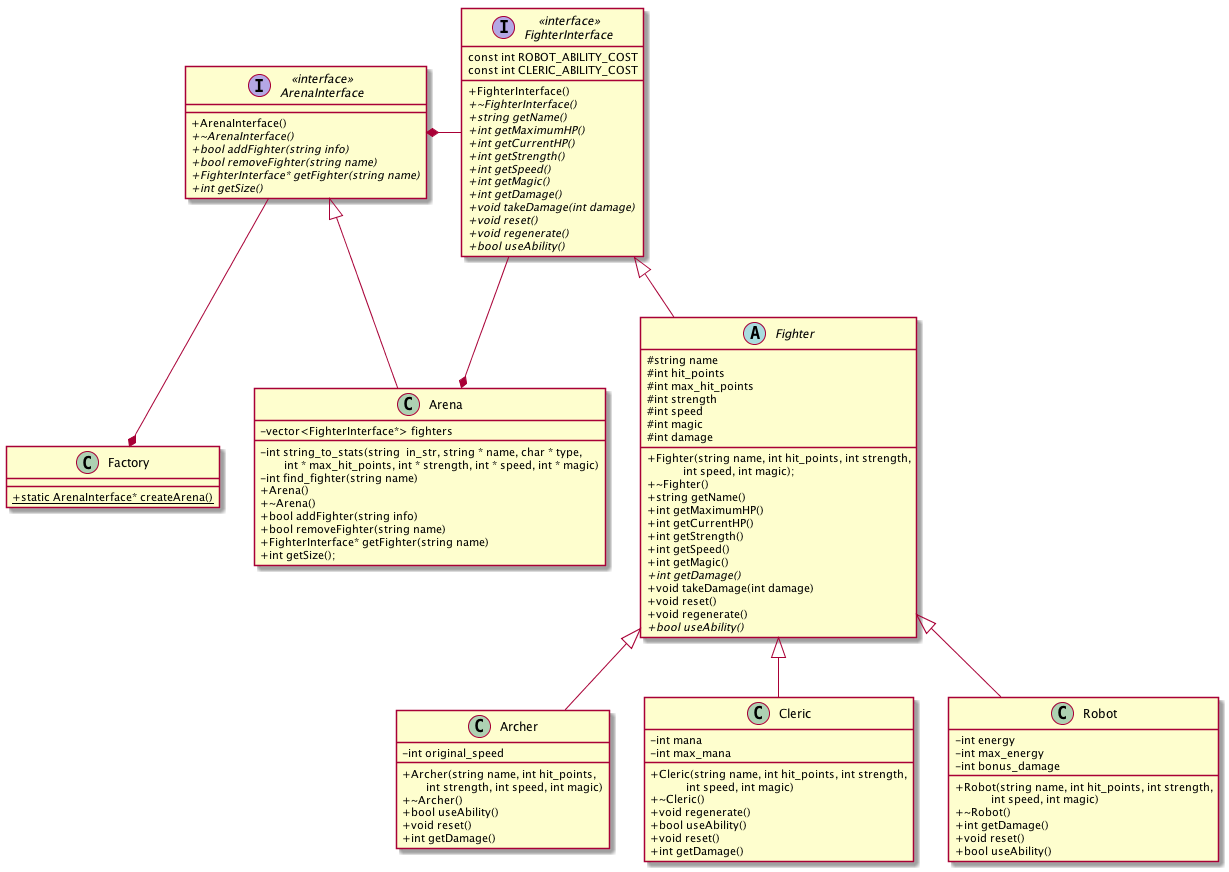 I
«interface»
FighterInterface
const int ROBOT_ABILITY_COST
const int CLERIC_ABILITY_COST
+FighterInterface()
+~FighterInterface()
+string getName()
+int getMaximumHP()
+int getCurrentHP()
+int getStrength()
+int getSpeed()
+int getMagic()
+int getDamage()
+void takeDamage(int damage)
+void reset()
+void regenerate()
+bool useAbility()
I
«interface»
ArenaInterface
+ArenaInterface()
+~ArenaInterface()
+bool addFighter(string info)
+bool removeFighter(string name)
+FighterInterface* getFighter(string name)
+int getSize()
A
Fighter
#string name
#int hit_points
#int max_hit_points
#int strength
#int speed
#int magic
#int damage
+Fighter(string name, int hit_points, int strength,
int speed, int magic);
+~Fighter()
+string getName()
+int getMaximumHP()
+int getCurrentHP()
+int getStrength()
+int getSpeed()
+int getMagic()
+int getDamage()
+void takeDamage(int damage)
+void reset()
+void regenerate()
+bool useAbility()
C
Arena
-vector<FighterInterface*> fighters
-int string_to_stats(string in_str, string * name, char * type,
int * max_hit_points, int * strength, int * speed, int * magic)
-int find_fighter(string name)
+Arena()
+~Arena()
+bool addFighter(string info)
+bool removeFighter(string name)
+FighterInterface* getFighter(string name)
+int getSize();
C
Factory
+static ArenaInterface* createArena()
C
Archer
-int original_speed
+Archer(string name, int hit_points,
int strength, int speed, int magic)
+~Archer()
+bool useAbility()
+void reset()
+int getDamage()
C
Cleric
-int mana
-int max_mana
+Cleric(string name, int hit_points, int strength,
int speed, int magic)
+~Cleric()
+void regenerate()
+bool useAbility()
+void reset()
+int getDamage()
C
Robot
-int energy
-int max_energy
-int bonus_damage
+Robot(string name, int hit_points, int strength,
int speed, int magic)
+~Robot()
+int getDamage()
+void reset()
+bool useAbility()